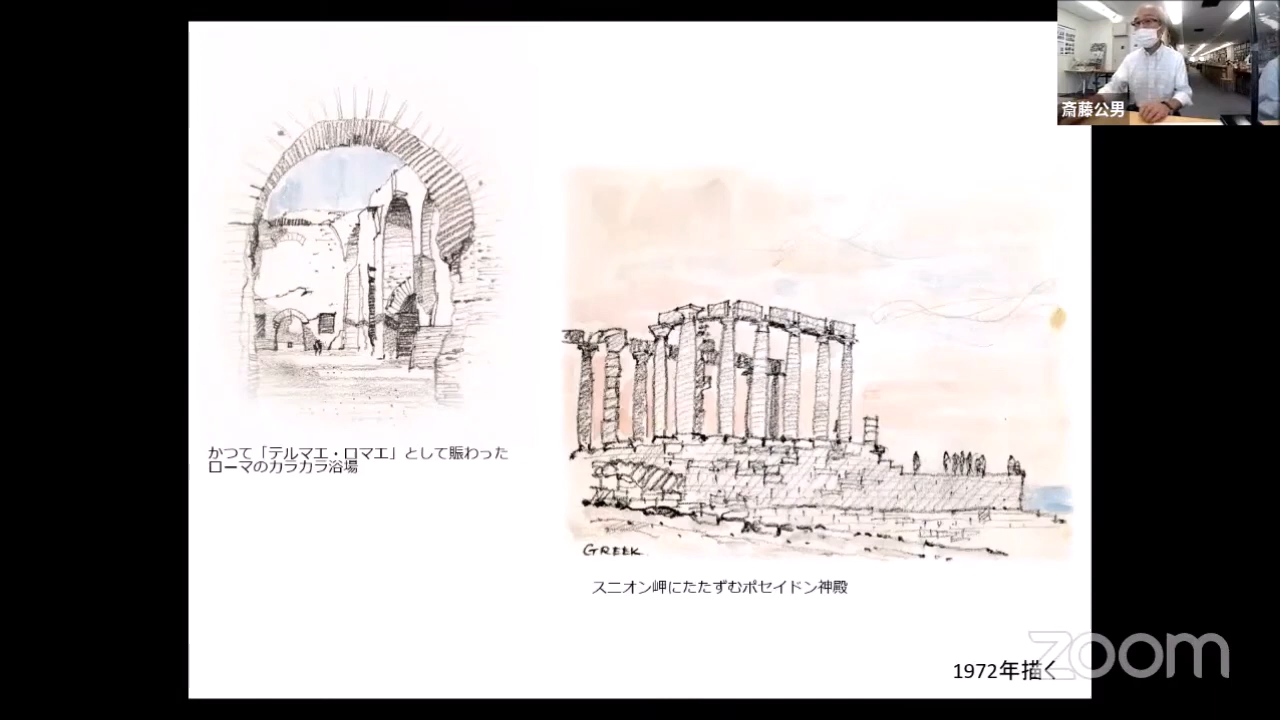 斎藤公男
かつて「テルマエ・ロマエ」として賑わった
ローマのカラカラ浴場
GREEK
スニオン岬にたたずむポセイドン神殿
1972年描く
zoom